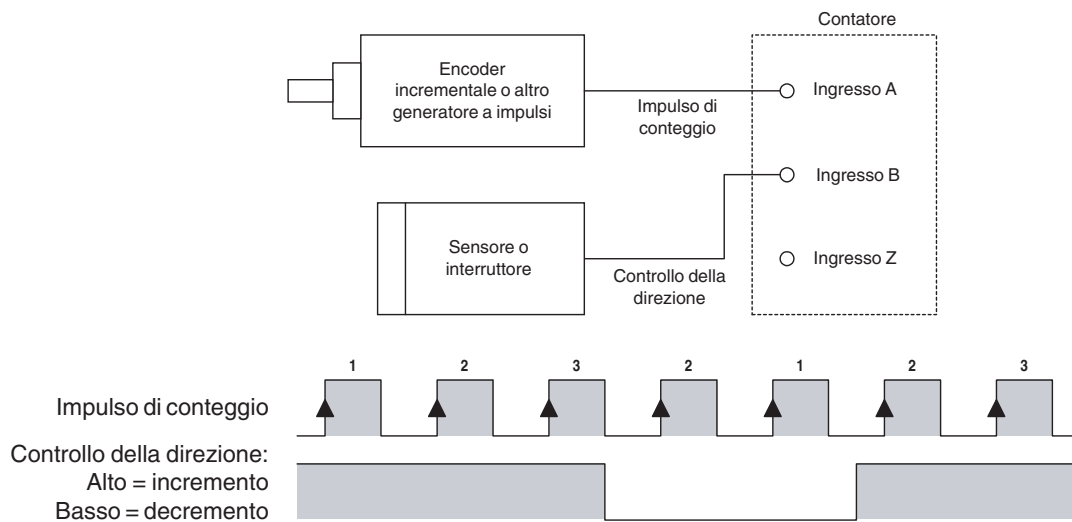 Contatore
Encoder
incrementale o altro
generatore a impulsi
Impulso di
conteggio
Ingresso A
Ingresso B
Sensore o
interruttore
Controllo della
direzione
Ingresso Z
1 2 3 2 1 2 3
Impulso di conteggio
Controllo della direzione:
Alto = incremento
Basso = decremento